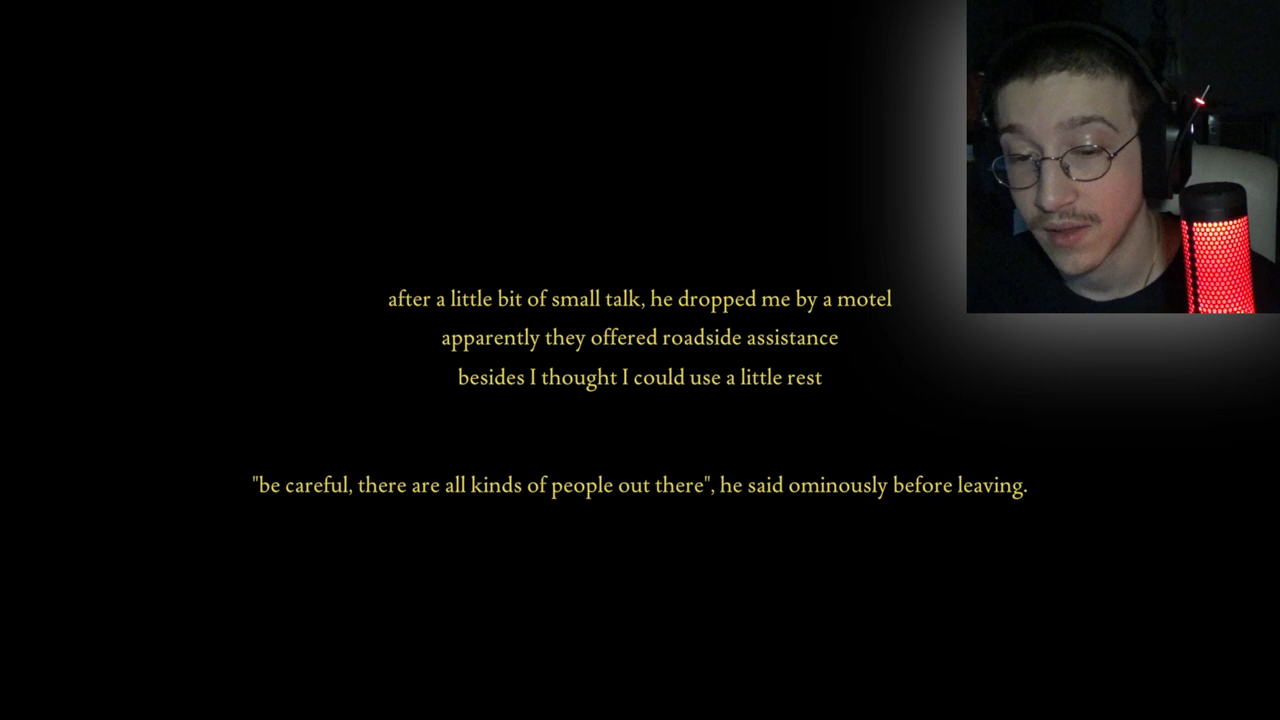 after a little bit of small talk, he dropped me by a motel
apparently they offered roadside assistance
besides I thought I could use a little rest
"be careful, there are all kinds of people out there", he said ominously before leaving.